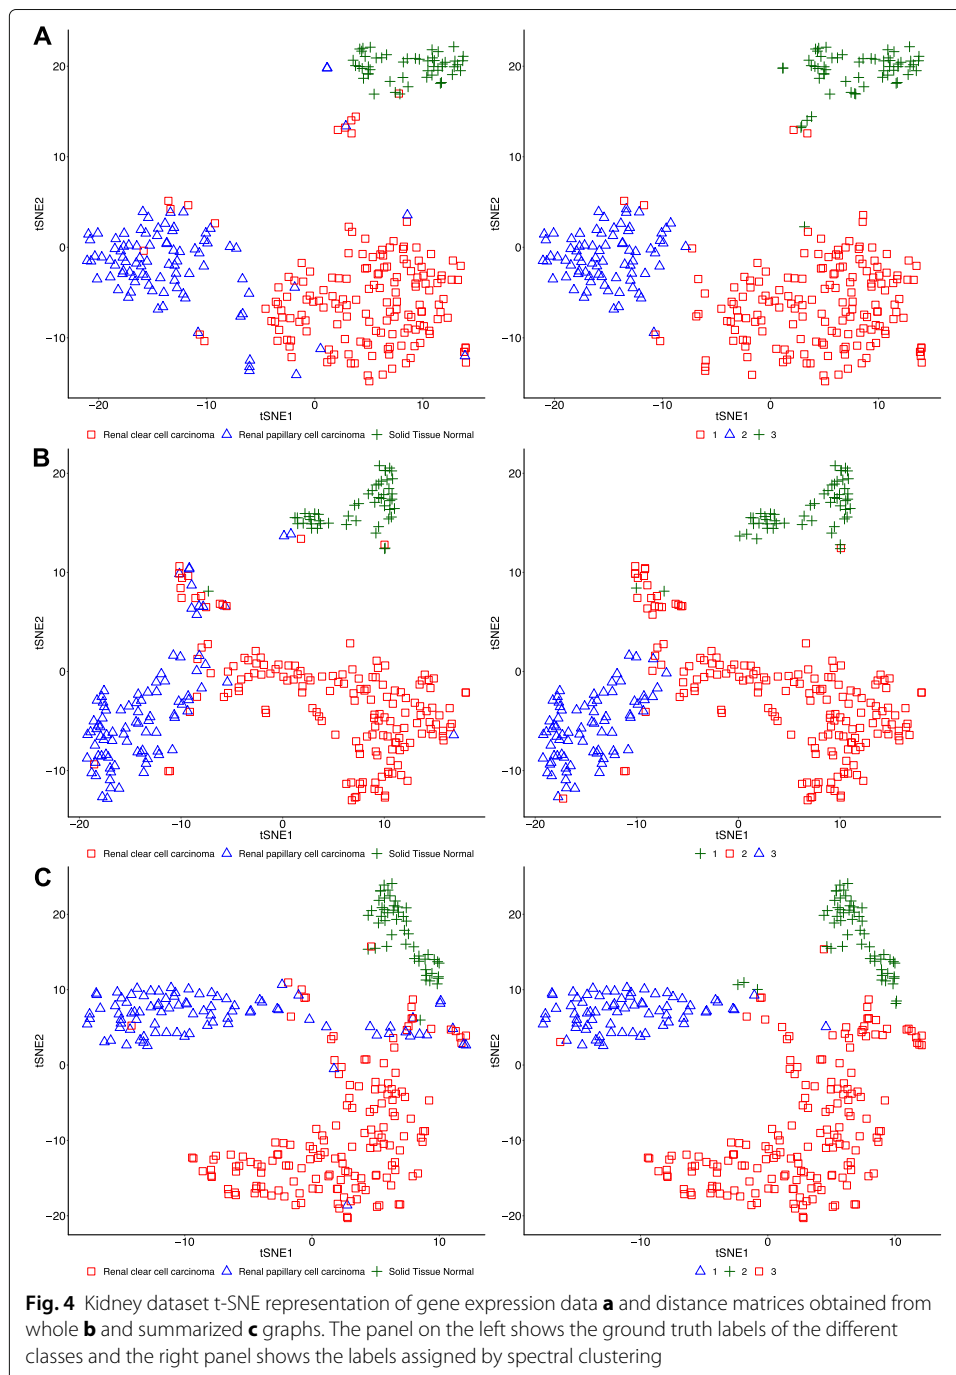 A
20
10
0
−10
tSNE2
−20
−10
0
10
tSNE1
Renal clear cell carcinoma
Renal papillary cell carcinoma
Solid Tissue Normal
20
10
0
−10
tSNE2
−20
−10
0
10
tSNE1
1
2
3
B
20
10
0
−10
tSNE2
−20
−10
0
10
tSNE1
Renal clear cell carcinoma
Renal papillary cell carcinoma
Solid Tissue Normal
20
10
0
−10
tSNE2
−20
−10
0
10
tSNE1
1
2
3
C
20
10
0
−10
−20
tSNE2
−10
0
10
tSNE1
Renal clear cell carcinoma
Renal papillary cell carcinoma
Solid Tissue Normal
20
10
0
−10
−20
tSNE2
−10
0
10
tSNE1
1
2
3
Fig. 4 Kidney dataset t-SNE representation of gene expression data a and distance matrices obtained from
whole b and summarized c graphs. The panel on the left shows the ground truth labels of the different
classes and the right panel shows the labels assigned by spectral clustering